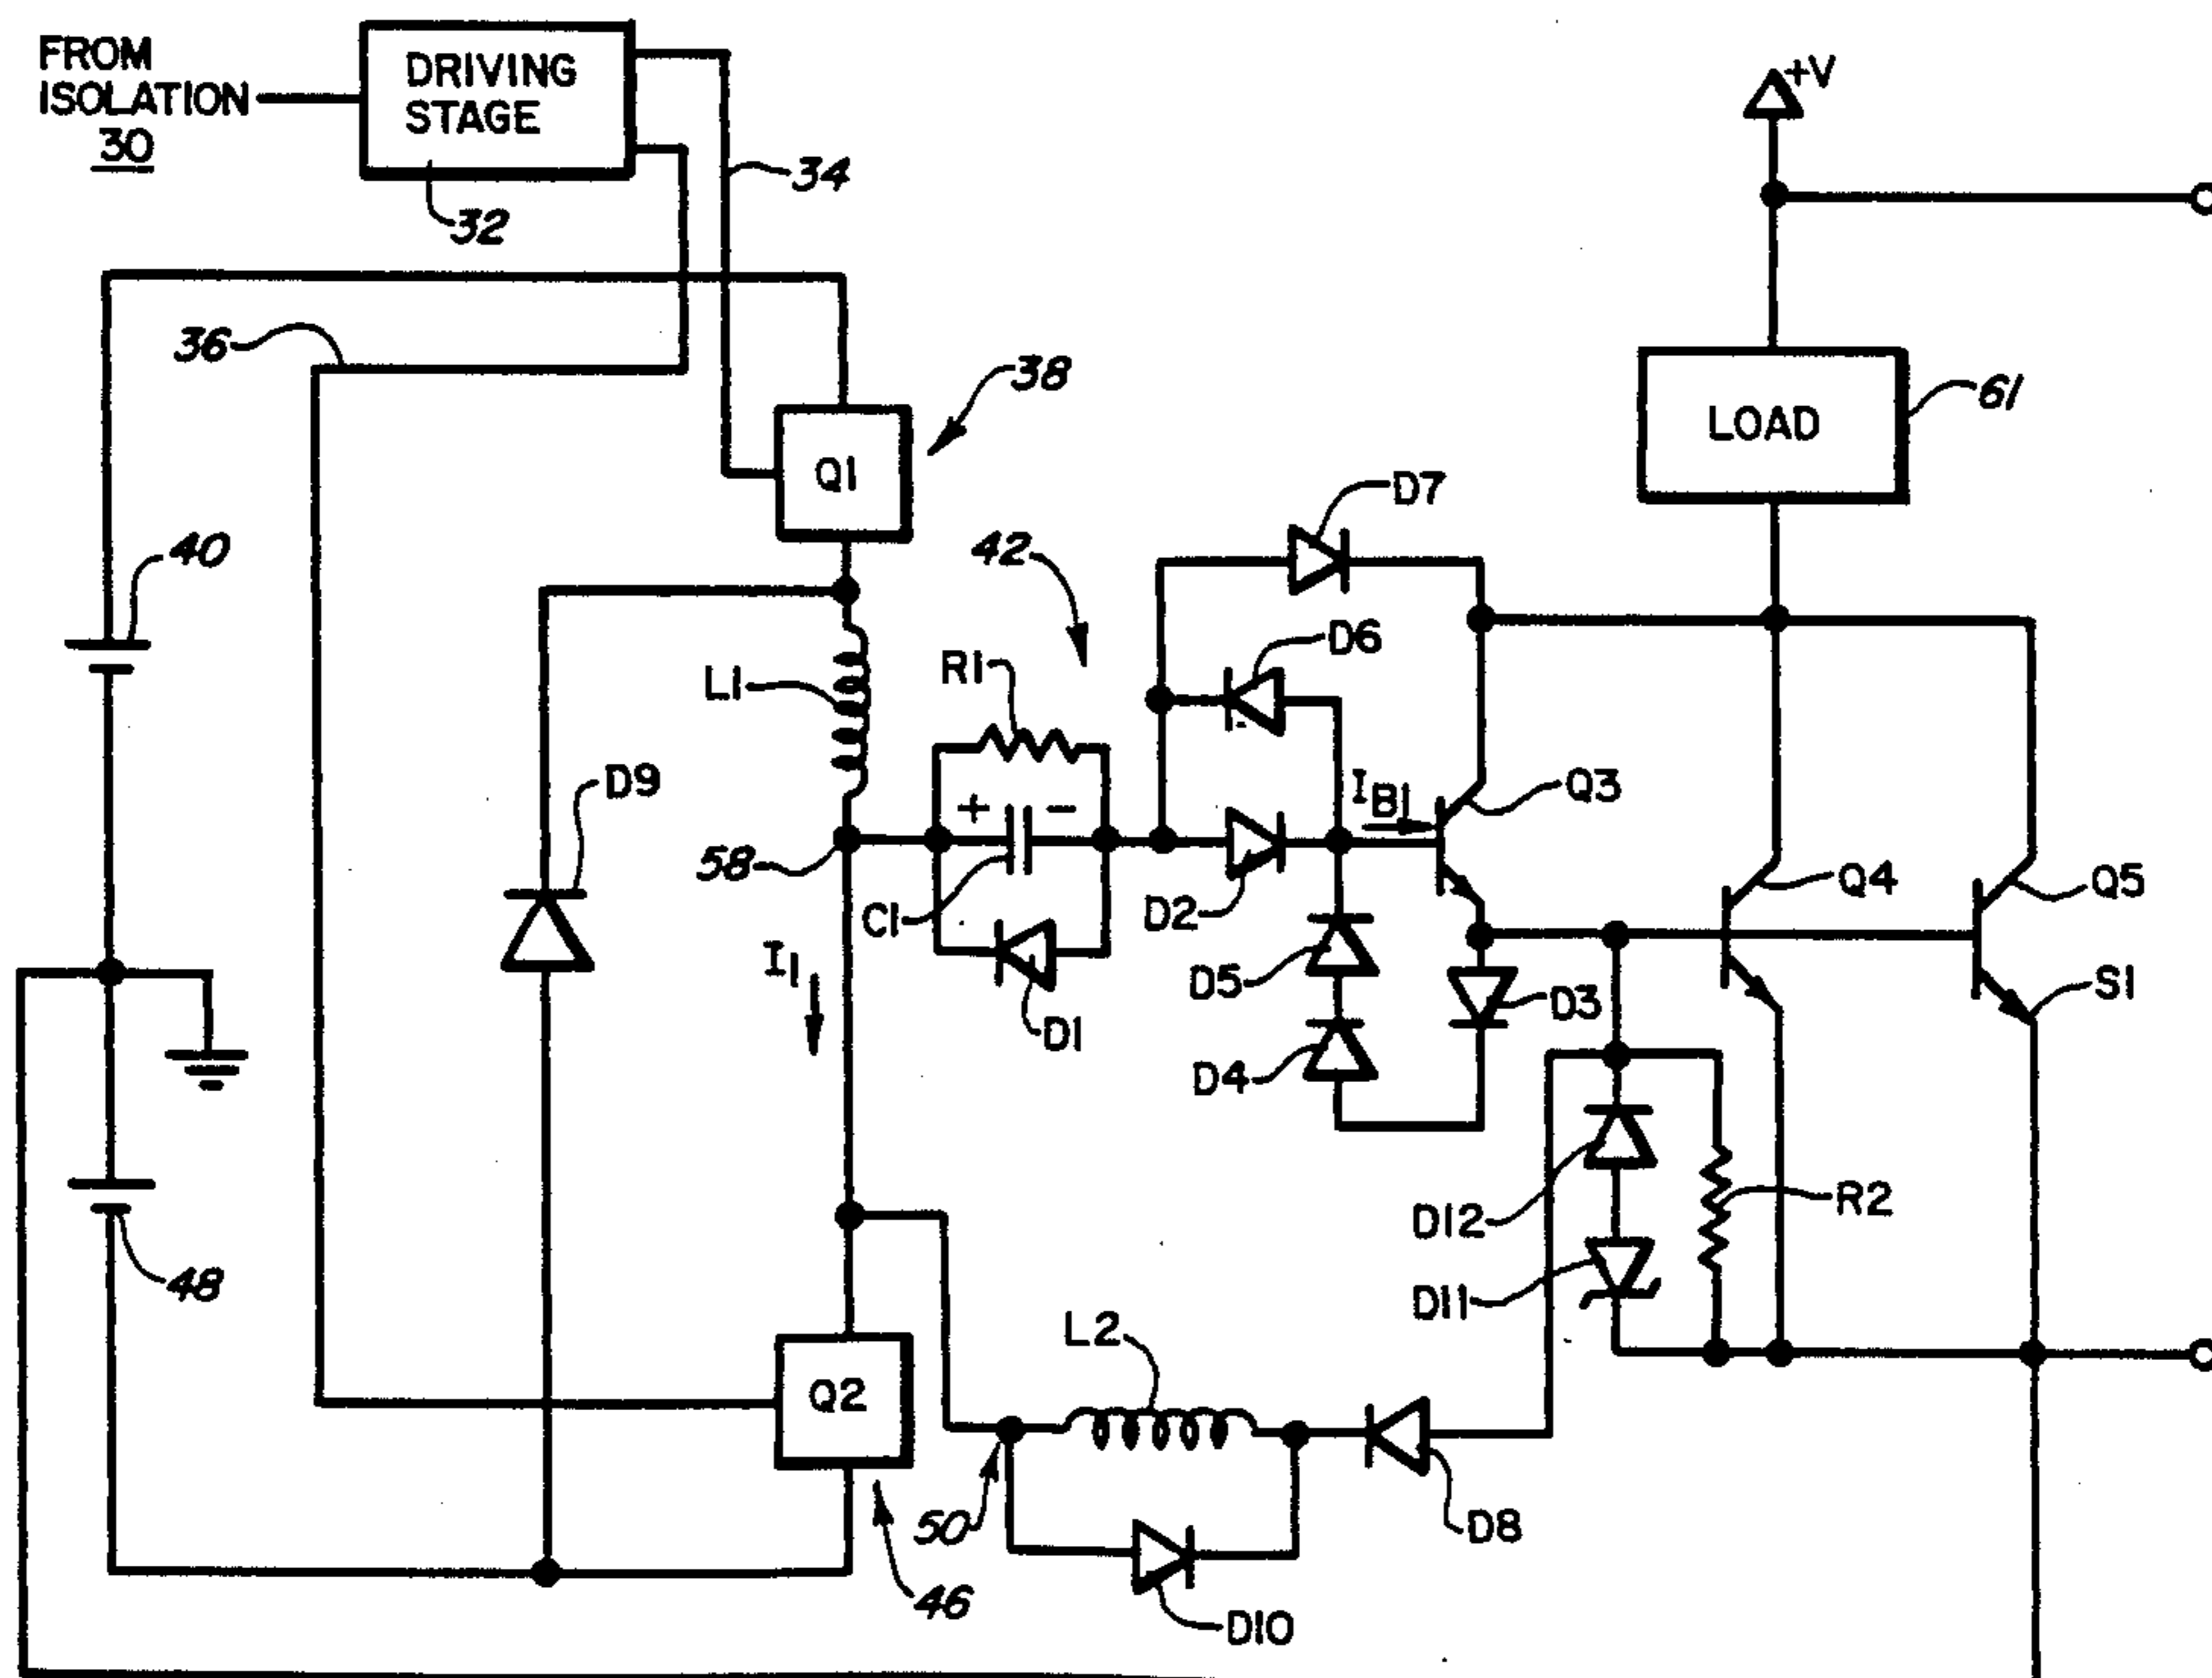 FROM
ISOLATION
30
DRIVING
STAGE
32
34
+V
36
38
LOAD
61
Q1
40
42
D7
D6
R1
L1
D9
+
-
I B1
Q3
58
C1
D2
Q4
Q5
I1
D5
D1
D3
S1
D4
D12
R2
48
D11
L2
Q2
50
D8
46
D10